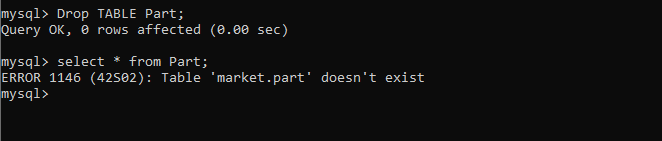 mysql> Drop TABLE Part;
Query OK, 0 rows affected (0.00 sec)
mysql> select * from Part;
ERROR 1146 (42S02): Table 'market.part' doesn't exist
mysql>